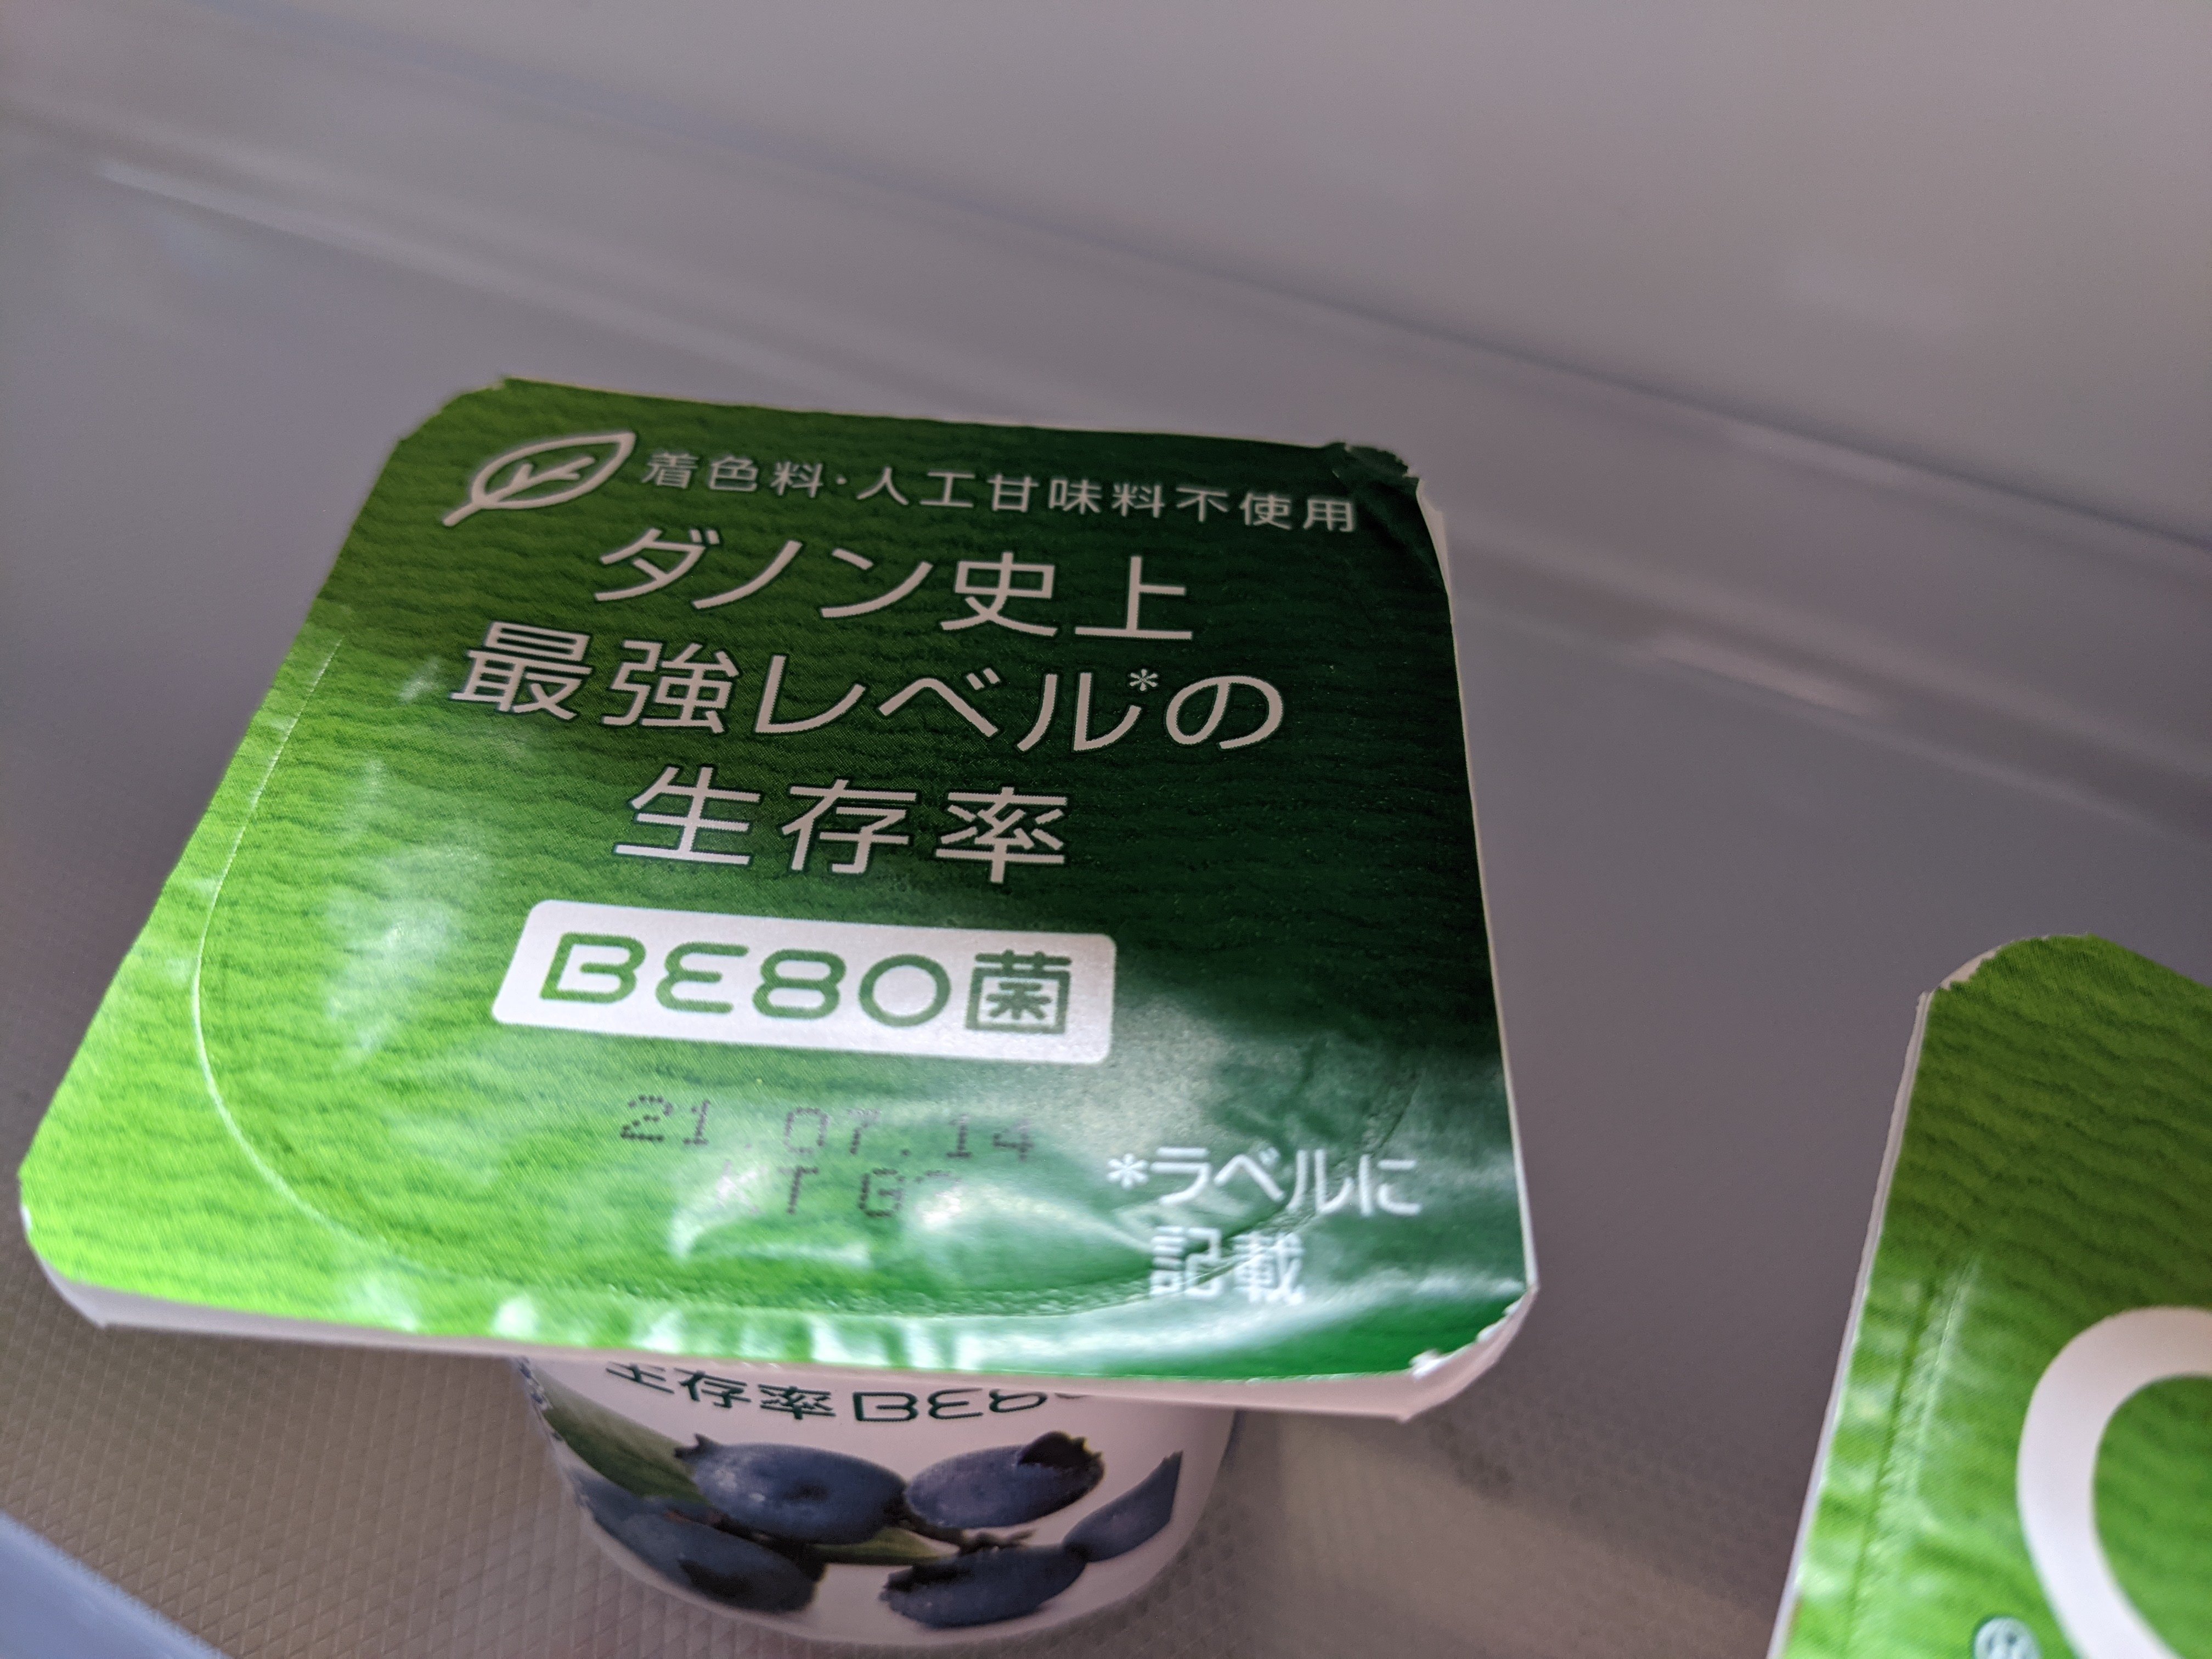 着色料・人工甘味料不使用
ダノン史上
最強レベル*の
生存率
BE80菌
21.07.14
*ラベルに
記載
生存率 BE80